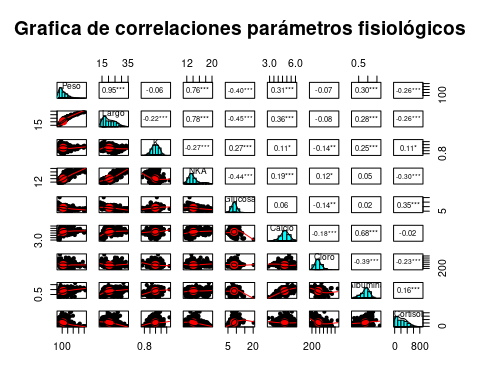 Grafica de correlaciones parámetros fisiológicos
15 35 12 20 3.0 6.0 0.5
Peso 0.95*** -0.06 0.76*** -0.40*** 0.31*** -0.07 0.30*** -0.26*** 100
15 Largo -0.22*** 0.78*** -0.45*** 0.36*** -0.08 0.28*** -0.26***
K -0.27*** 0.27*** 0.11* -0.14** 0.25*** 0.11* 0.8
12 NKA -0.44*** 0.19*** 0.12* 0.05 -0.30***
Glucosa 0.06 -0.14** 0.02 0.35*** 5
3.0 Calcio -0.18*** 0.68*** -0.02
Cloro -0.39*** -0.23*** 200
0.5 Albumina 0.16***
Cortisol 0
100 0.8 5 20 200 0 800